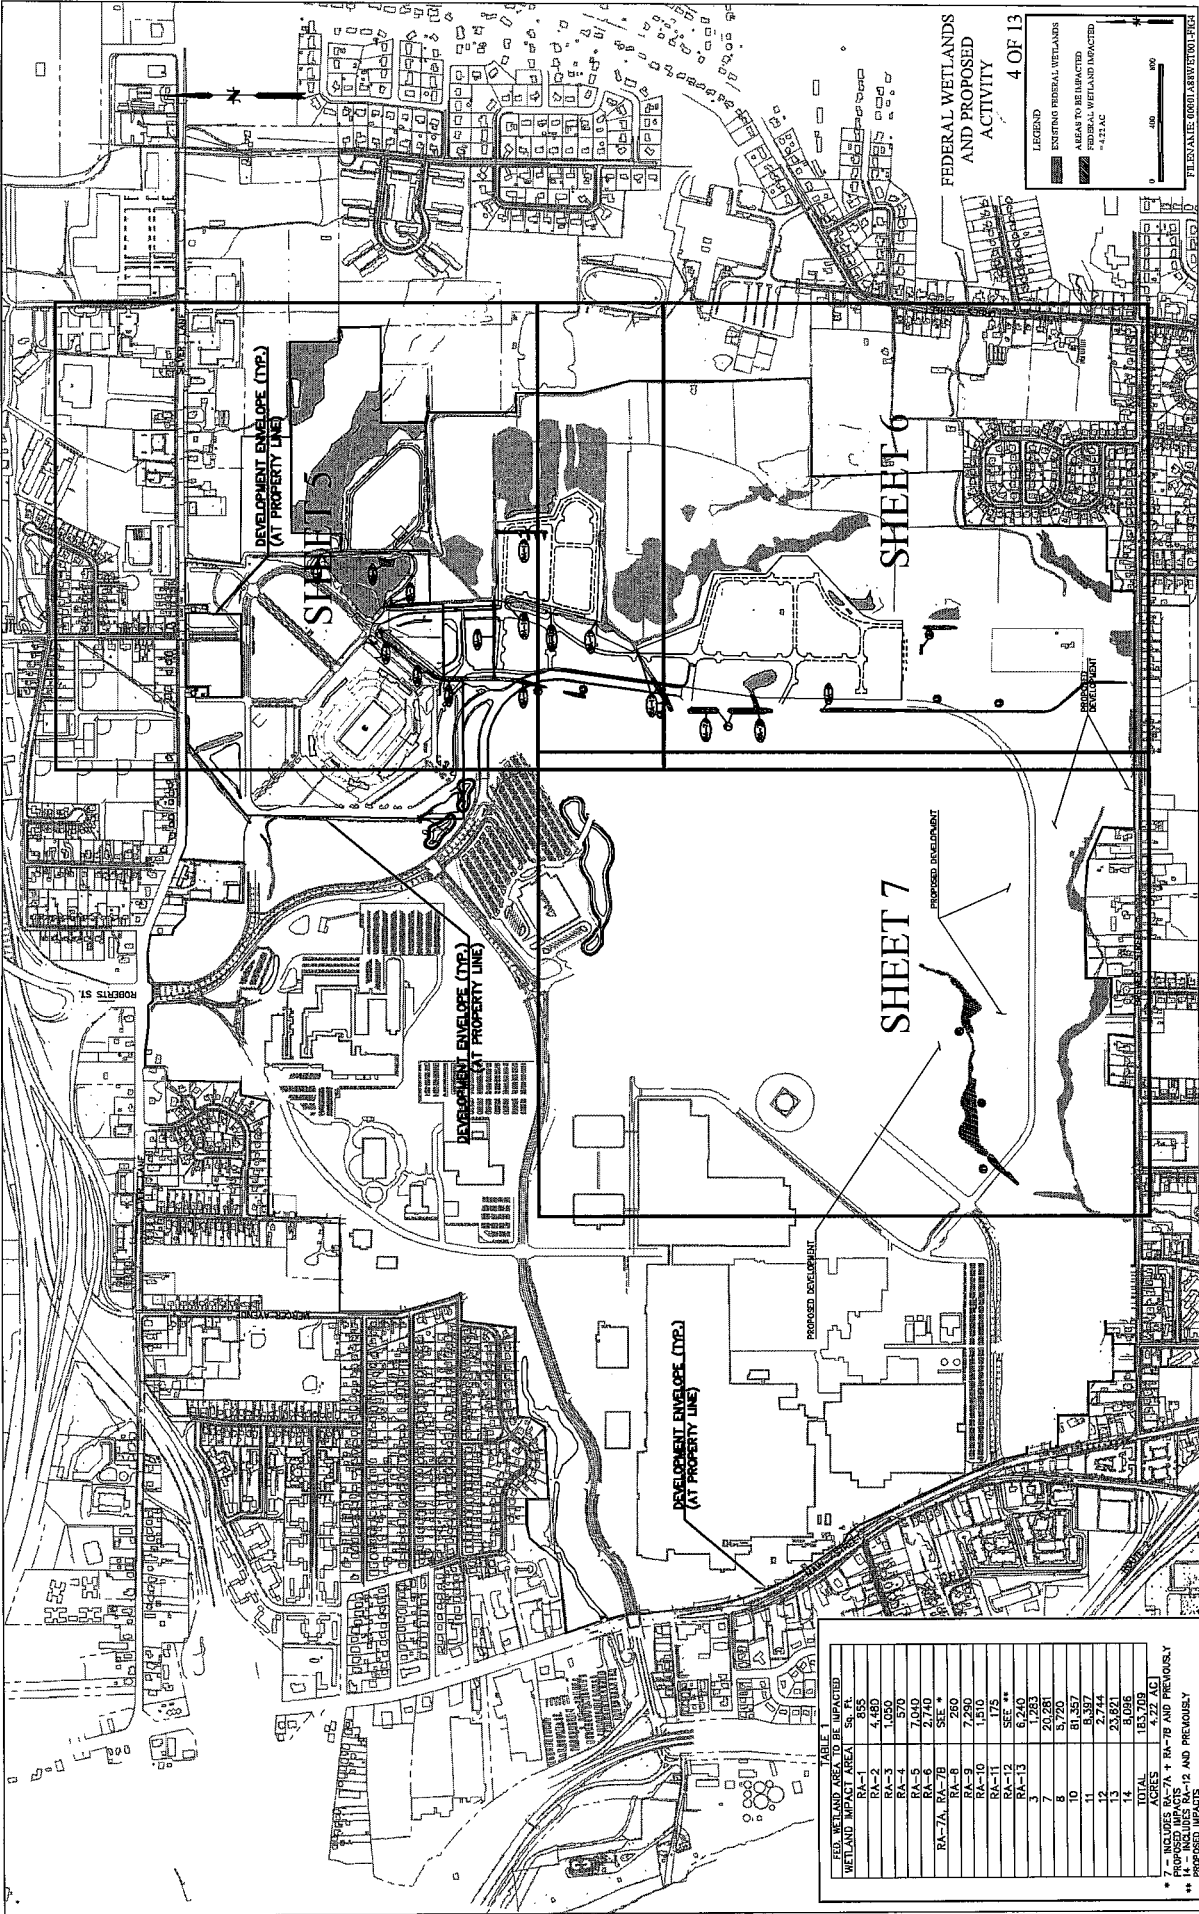 FEDERAL WETLANDS
AND PROPOSED
ACTIVITY
4 OF 13
LEGEND
EXISTING FEDERAL WETLANDS
AREAS TO BE IMPACTED
FEDERAL WETLAND IMPACTED
= 4.22 AC
0 400 800
N
SHEET 5
SHEET 6
SHEET 7
DEVELOPMENT ENVELOPE (TYP.)
(AT PROPERTY LINE)
DEVELOPMENT ENVELOPE (TYP.)
(AT PROPERTY LINE)
DEVELOPMENT ENVELOPE (TYP.)
(AT PROPERTY LINE)
PROPOSED
DEVELOPMENT
PROPOSED DEVELOPMENT
PROPOSED DEVELOPMENT
ROBERTS ST.
MERCER AVENUE
SILVER LANE
TABLE 1
FED. WETLAND AREA TO BE IMPACTED
WETLAND IMPACT AREA Sq. Ft.
RA-1 855
RA-2 4,480
RA-3 1,050
RA-4 570
RA-5 7,040
RA-6 2,740
RA-7A, RA-7B SEE *
RA-8 260
RA-9 7,290
RA-10 1,510
RA-11 175
RA-12 SEE **
RA-13 6,240
3 1,283
7 20,281
8 5,720
10 81,357
11 8,397
12 2,744
13 23,621
14 8,096
TOTAL 183,709
ACRES 4.22 AC
* 7 - INCLUDES RA-7A + RA-7B AND PREVIOUSLY
PROPOSED IMPACTS
** 14 - INCLUDES RA-12 AND PREVIOUSLY
PROPOSED IMPACTS